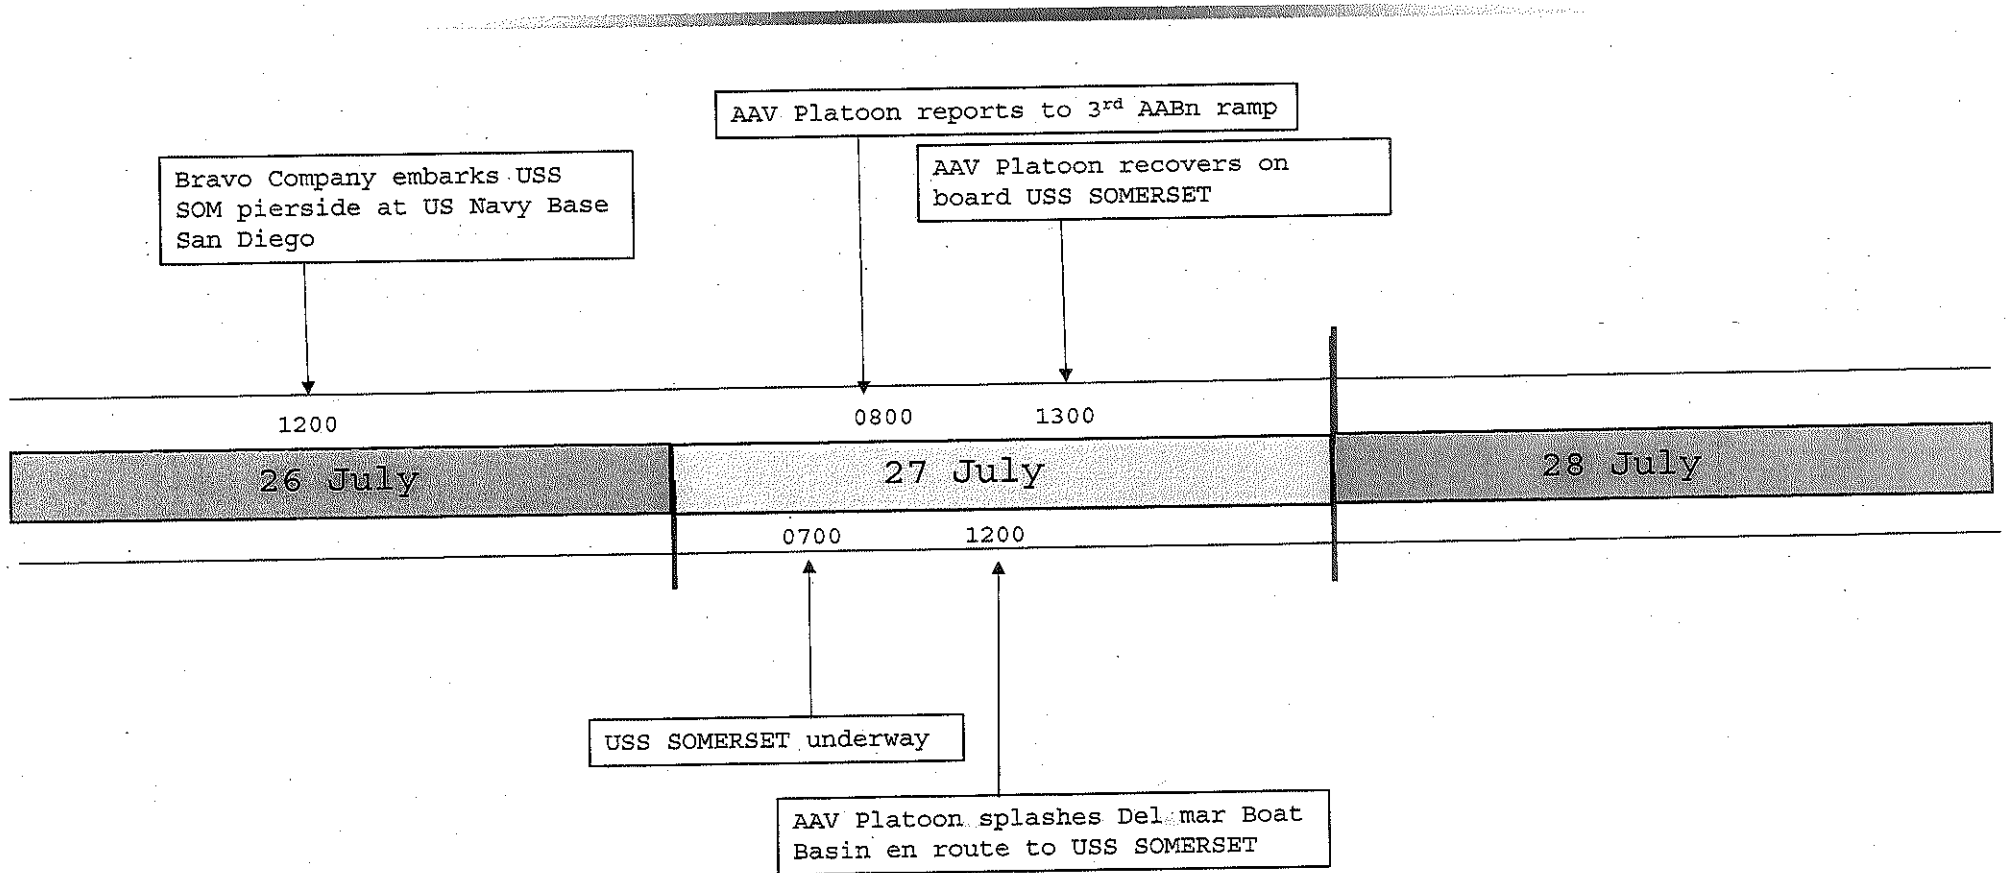 AAV Platoon reports to 3rd AABn ramp
Bravo Company embarks USS
SOM pierside at US Navy Base
San Diego
AAV Platoon recovers on
board USS SOMERSET
1200
0800
1300
26 July
27 July
28 July
0700
1200
USS SOMERSET underway
AAV Platoon splashes Del mar Boat
Basin en route to USS SOMERSET